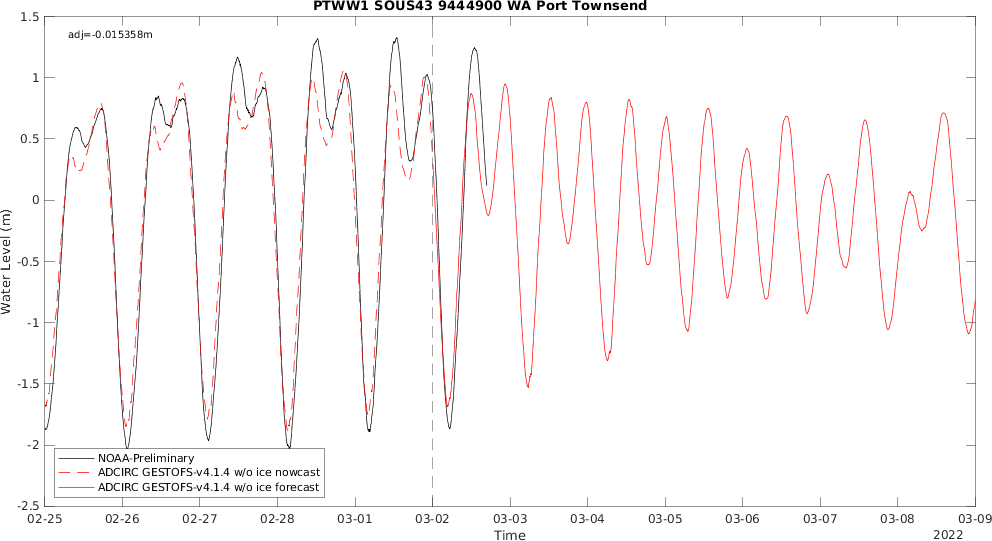 PTWW1 SOUS43 9444900 WA Port Townsend
adj=-0.015358m
1.5
1
0.5
0
-0.5
-1
-1.5
-2
-2.5
Water Level (m)
NOAA-Preliminary
ADCIRC GESTOFS-v4.1.4 w/o ice nowcast
ADCIRC GESTOFS-v4.1.4 w/o ice forecast
02-25 02-26 02-27 02-28 03-01 03-02 03-03 03-04 03-05 03-06 03-07 03-08 03-09
Time
2022